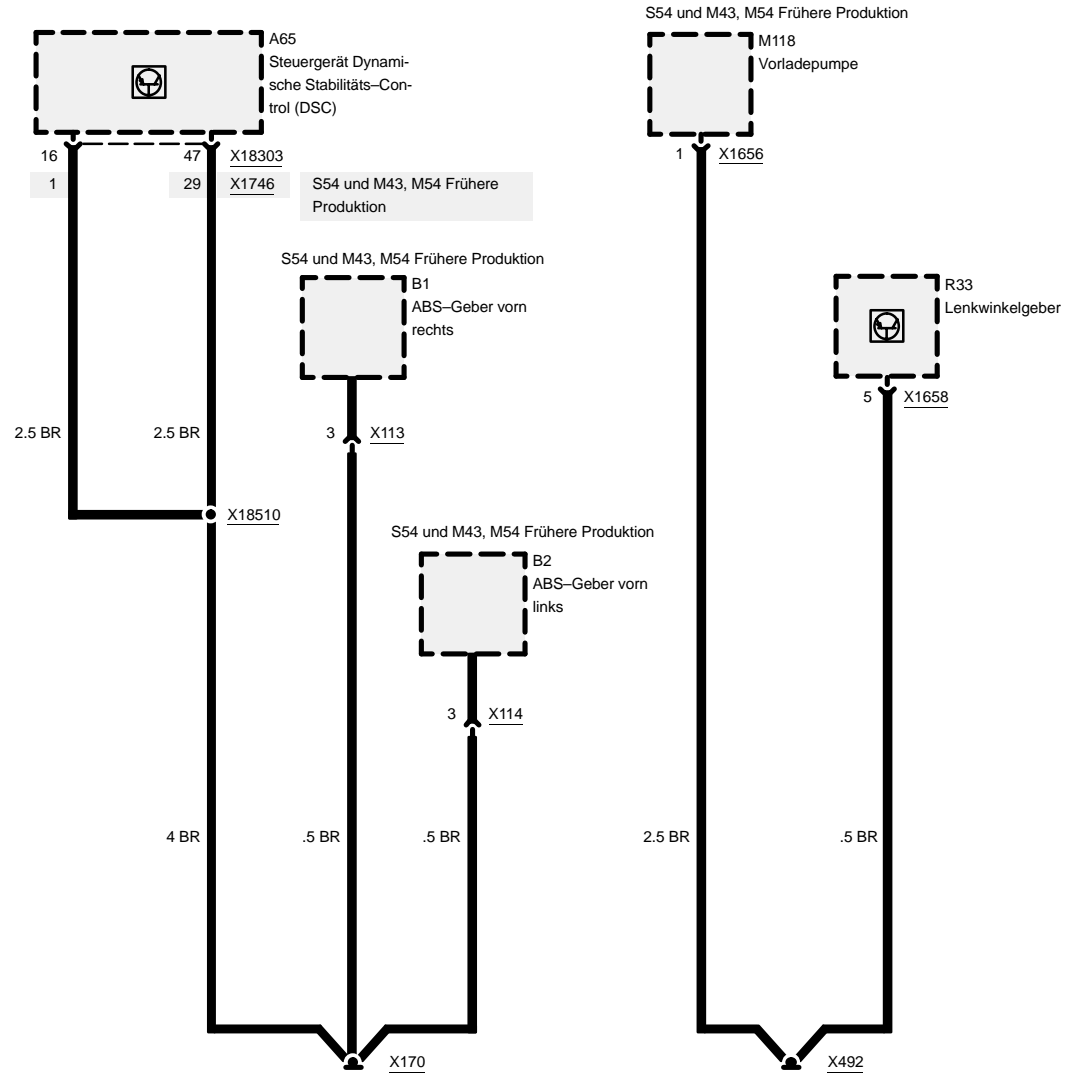 S54 und M43, M54 Frühere Produktion
A65
Steuergerät Dynami-
sche Stabilitäts–Con-
trol (DSC)
M118
Vorladepumpe
16
47
X18303
1
X1656
1
29
X1746
S54 und M43, M54 Frühere
Produktion
S54 und M43, M54 Frühere Produktion
B1
ABS–Geber vorn
rechts
R33
Lenkwinkelgeber
5
X1658
2.5 BR
2.5 BR
3
X113
X18510
S54 und M43, M54 Frühere Produktion
B2
ABS–Geber vorn
links
3
X114
4 BR
.5 BR
.5 BR
2.5 BR
.5 BR
X170
X492